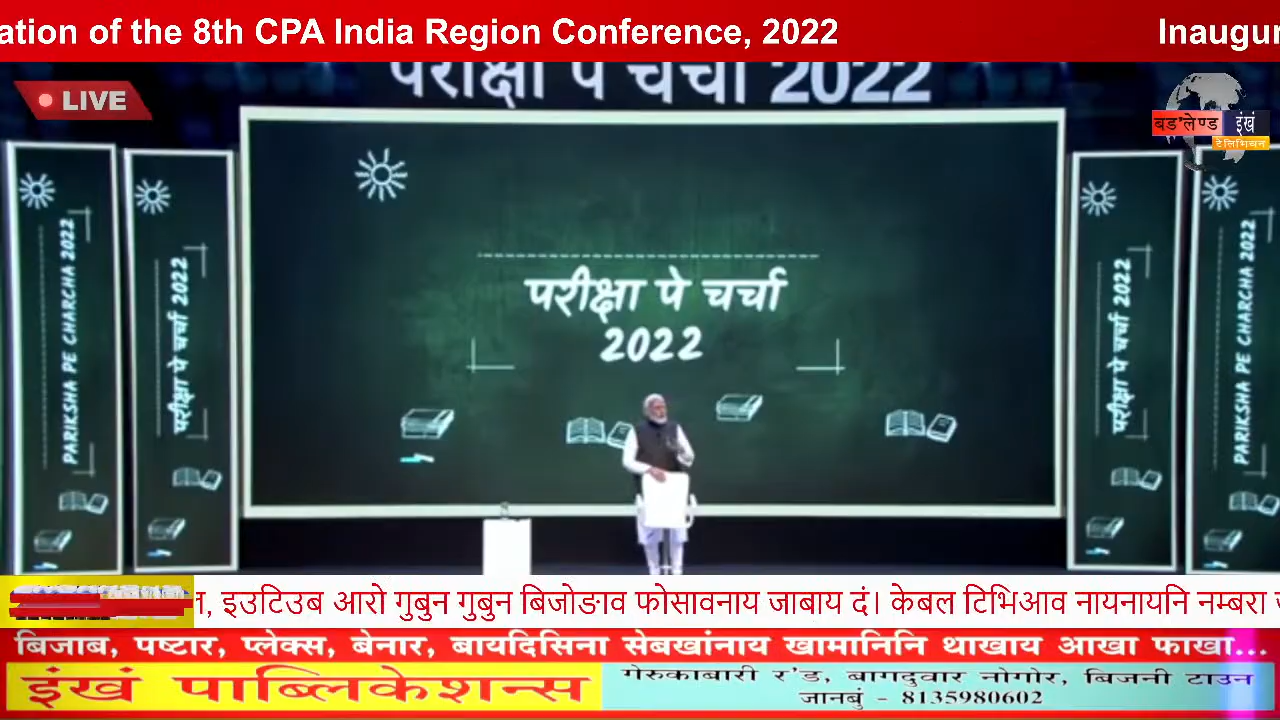 ation of the 8th CPA India Region Conference, 2022
Inaugur
LIVE
परीक्षा पे चर्चा 2022
बड'लेण्ड
इंखं
टेलिभिचन
PARIKSHA PE CHARCHA 2022
परीक्षा पे चर्चा 2022
परीक्षा पे चर्चा
2022
परीक्षा पे चर्चा 2022
PARIKSHA PE CHARCHA 2022
इउटिउब आरो गुबुन गुबुन बिजोङाव फोसावनाय जाबाय दं। केबल टिभिआव नायनायनि नम्बरा
बिजाब, पष्टार, प्लेक्स, बेनार, बायदिसिना सेबखांनाय खामानिनि थाखाय आखा फाखा...
इंखं पाब्लिकेशन्स
गेरुकाबारी र'ड, बागदुवार नोगोर, बिजनी टाउन
जानबुं - 8135980602